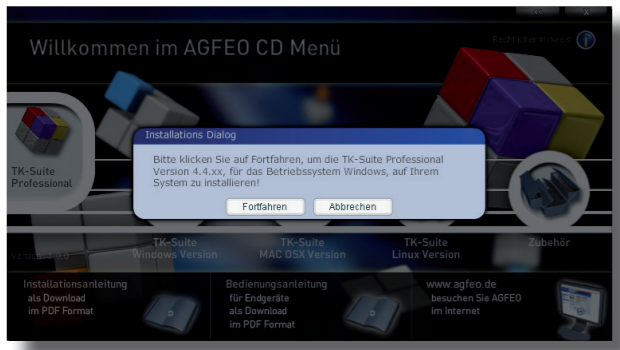 Willkommen im AGFEO CD Menü
Rechtlicher Hinweis
Installations Dialog
Bitte klicken Sie auf Fortfahren, um die TK-Suite Professional
Version 4.4.xx, für das Betriebssystem Windows, auf Ihrem
System zu installieren!
Fortfahren
Abbrechen
TK-Suite
Professional
TK-Suite
Windows Version
TK-Suite
MAC OSX Version
TK-Suite
Linux Version
Zubehör
Installationsanleitung
als Download
im PDF Format
Bedienungsanleitung
für Endgeräte
als Download
im PDF Format
www.agfeo.de
besuchen Sie AGFEO
im Internet